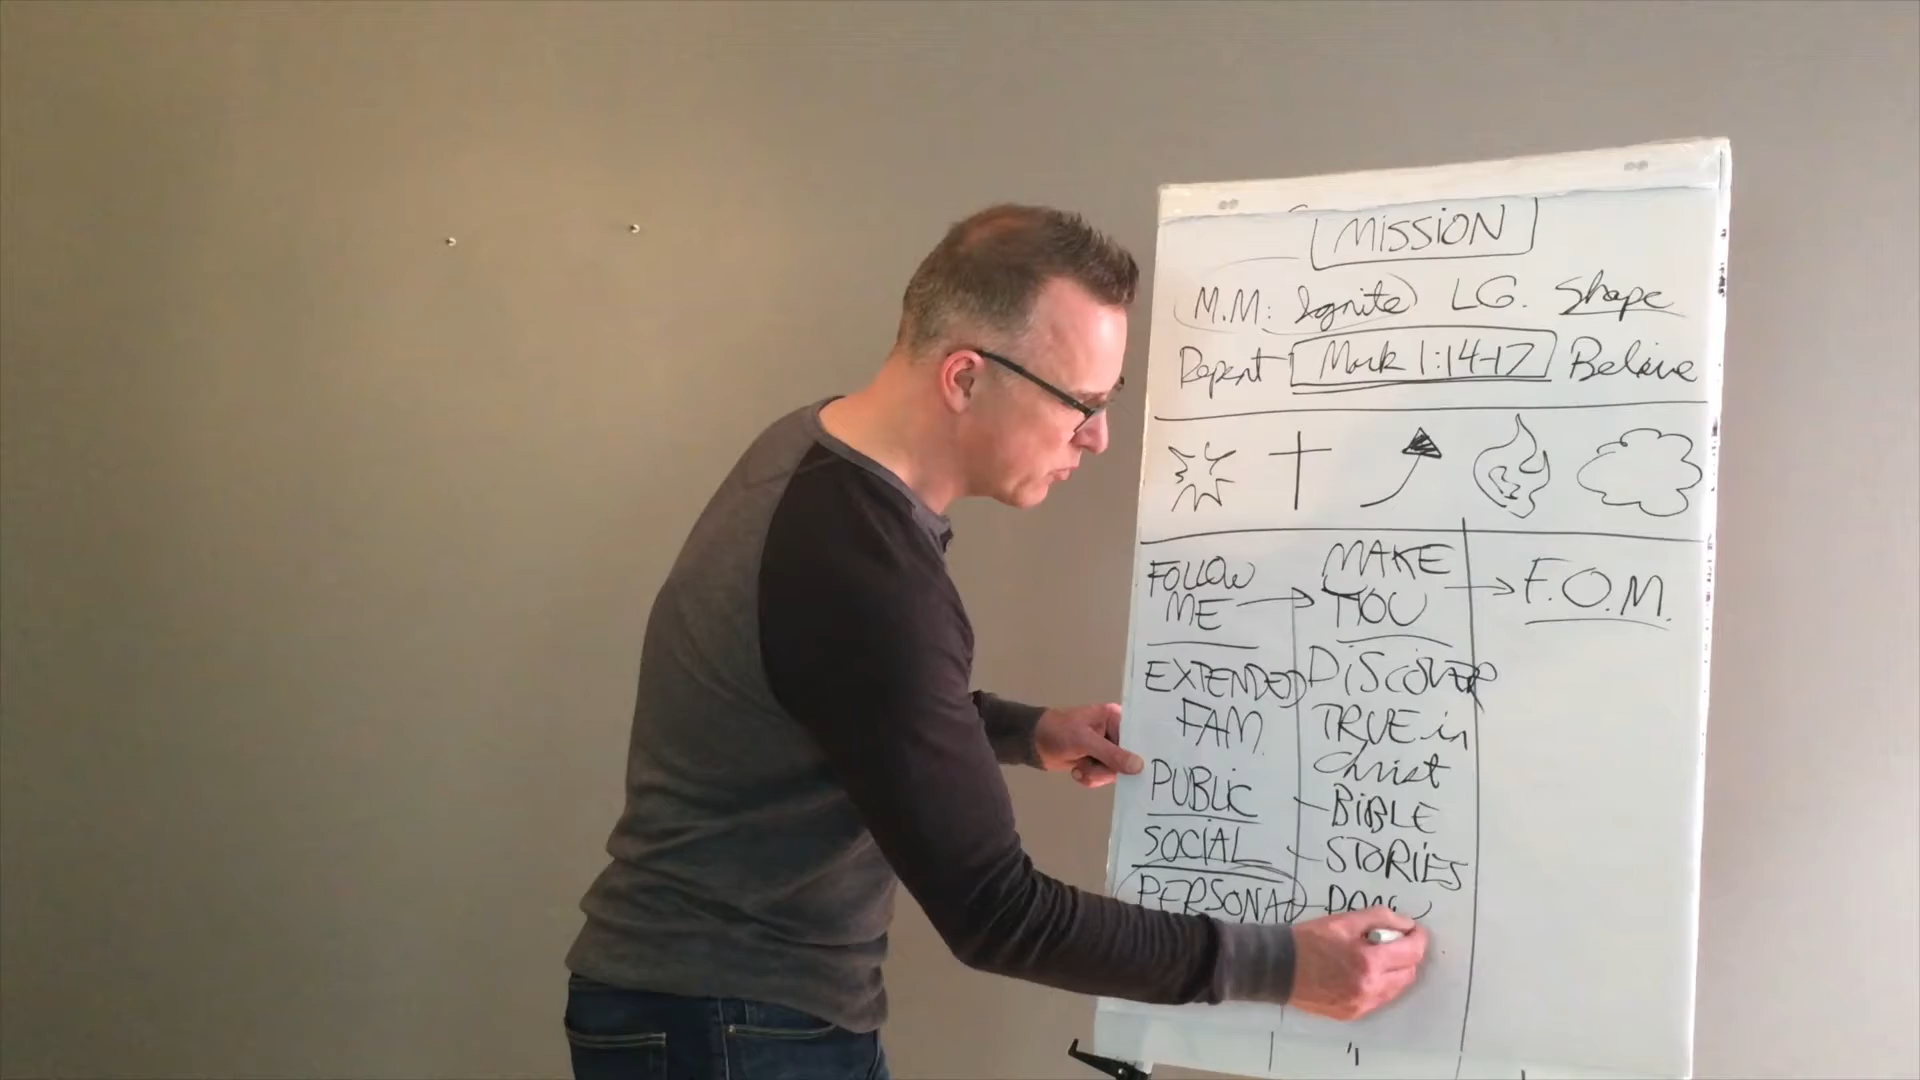 MISSION
M.M: Ignite LG. Shape
Repent Mark 1:14-17 Believe
FOLLOW
ME
MAKE
YOU
F.O.M.
EXTENDED
FAM.
PUBLIC
SOCIAL
PERSONAL
DISCOVER
TRUE in
Christ
- BIBLE
- STORIES